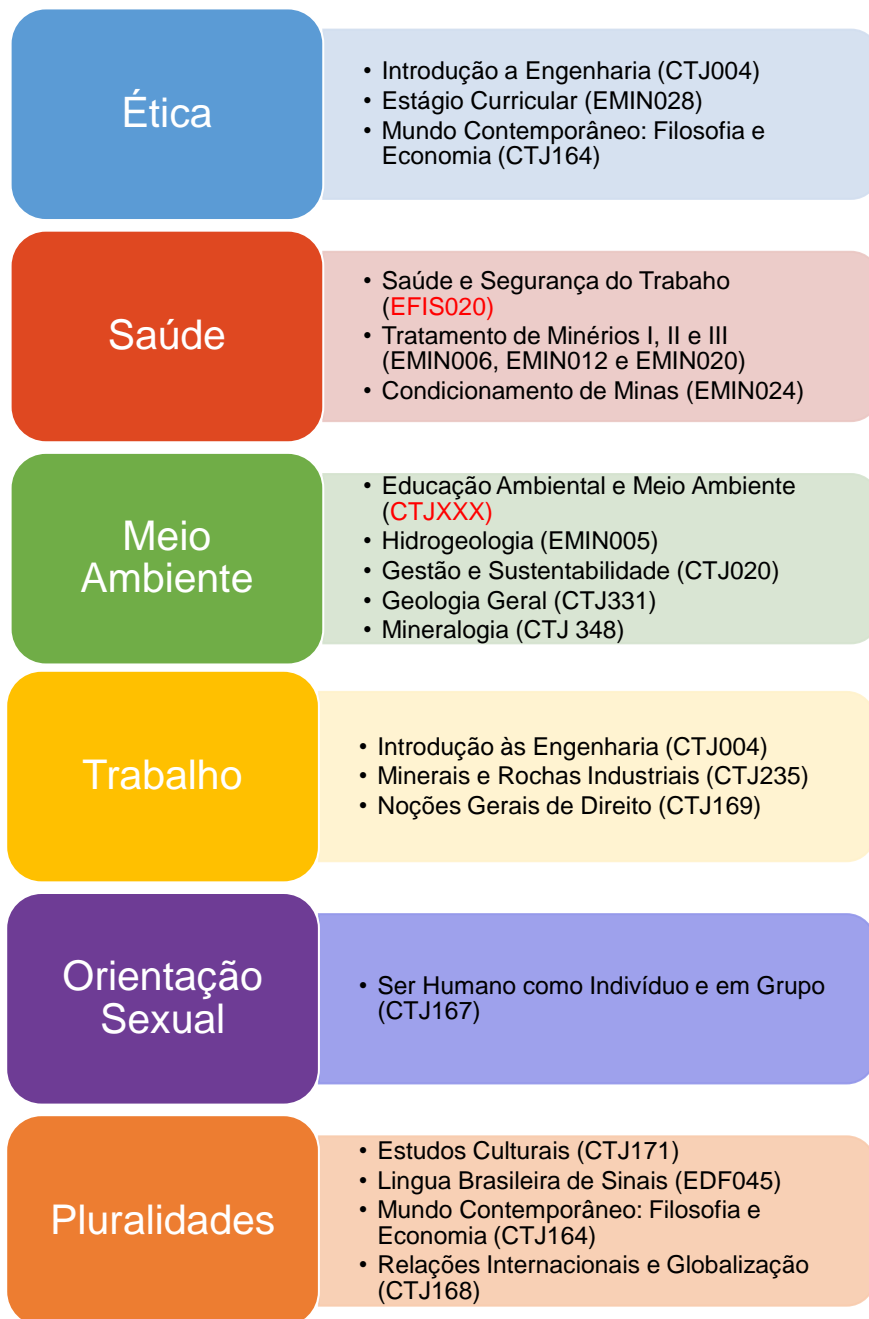 Ética
• Introdução a Engenharia (CTJ004)
• Estágio Curricular (EMIN028)
• Mundo Contemporâneo: Filosofia e
Economia (CTJ164)
Saúde
• Saúde e Segurança do Trabaho
(EFIS020)
• Tratamento de Minérios I, II e III
(EMIN006, EMIN012 e EMIN020)
• Condicionamento de Minas (EMIN024)
Meio
Ambiente
• Educação Ambiental e Meio Ambiente
(CTJXXX)
• Hidrogeologia (EMIN005)
• Gestão e Sustentabilidade (CTJ020)
• Geologia Geral (CTJ331)
• Mineralogia (CTJ 348)
Trabalho
• Introdução às Engenharia (CTJ004)
• Minerais e Rochas Industriais (CTJ235)
• Noções Gerais de Direito (CTJ169)
Orientação
Sexual
• Ser Humano como Indivíduo e em Grupo
(CTJ167)
Pluralidades
• Estudos Culturais (CTJ171)
• Lingua Brasileira de Sinais (EDF045)
• Mundo Contemporâneo: Filosofia e
Economia (CTJ164)
• Relações Internacionais e Globalização
(CTJ168)